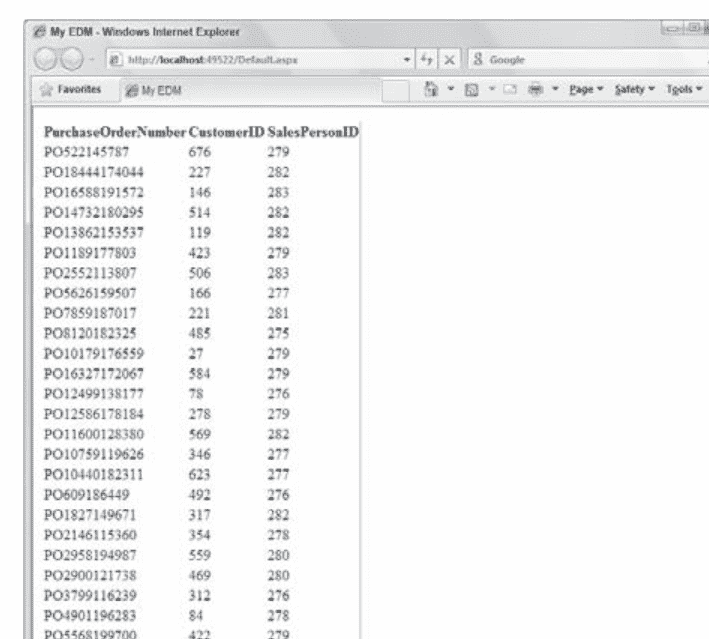 My EDM - Windows Internet Explorer
http://localhost:49522/Default.aspx
Google
Favorites My EDM Page Safety Tools
PurchaseOrderNumber CustomerID SalesPersonID
PO522145787 676 279
PO18444174044 227 282
PO16588191572 146 283
PO14732180295 514 282
PO13862153537 119 282
PO1189177803 423 279
PO2552113807 506 283
PO5626159507 166 277
PO7859187017 221 281
PO8120182325 485 275
PO10179176559 27 279
PO16327172067 584 279
PO12499138177 78 276
PO12586178184 278 279
PO11600128380 569 282
PO10759119626 346 277
PO10440182311 623 277
PO609186449 492 276
PO1827149671 317 282
PO2146115360 354 278
PO2958194987 559 280
PO2900121738 469 280
PO3799116239 312 276
PO4901196283 84 278
PO5568199700 422 279